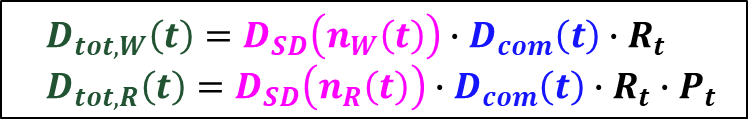 D_{tot,W}(t) = D_{SD}(n_W(t)) · D_{com}(t) · R_t
D_{tot,R}(t) = D_{SD}(n_R(t)) · D_{com}(t) · R_t · P_t